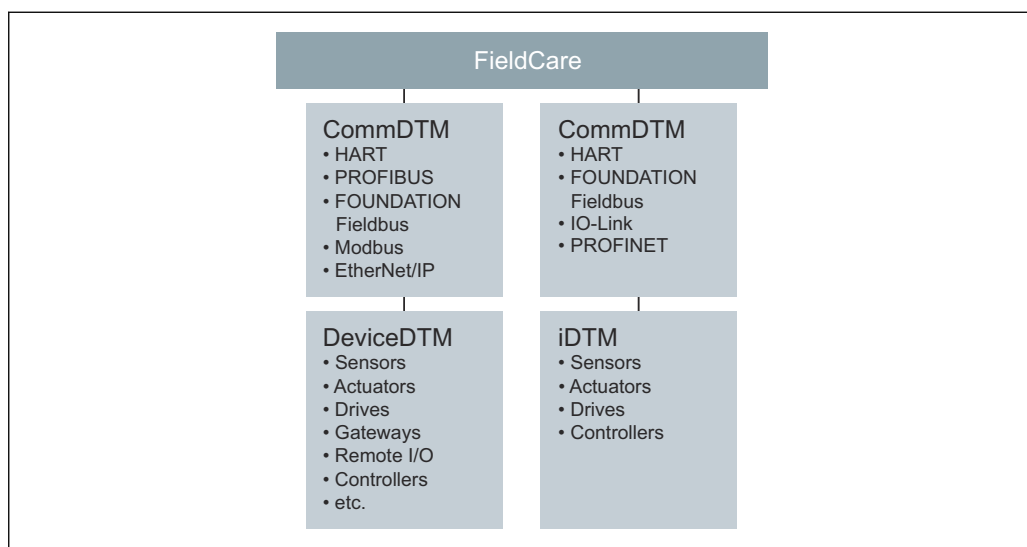 FieldCare
CommDTM
• HART
• PROFIBUS
• FOUNDATION
Fieldbus
• Modbus
• EtherNet/IP
CommDTM
• HART
• FOUNDATION
Fieldbus
• IO-Link
• PROFINET
DeviceDTM
• Sensors
• Actuators
• Drives
• Gateways
• Remote I/O
• Controllers
• etc.
iDTM
• Sensors
• Actuators
• Drives
• Controllers